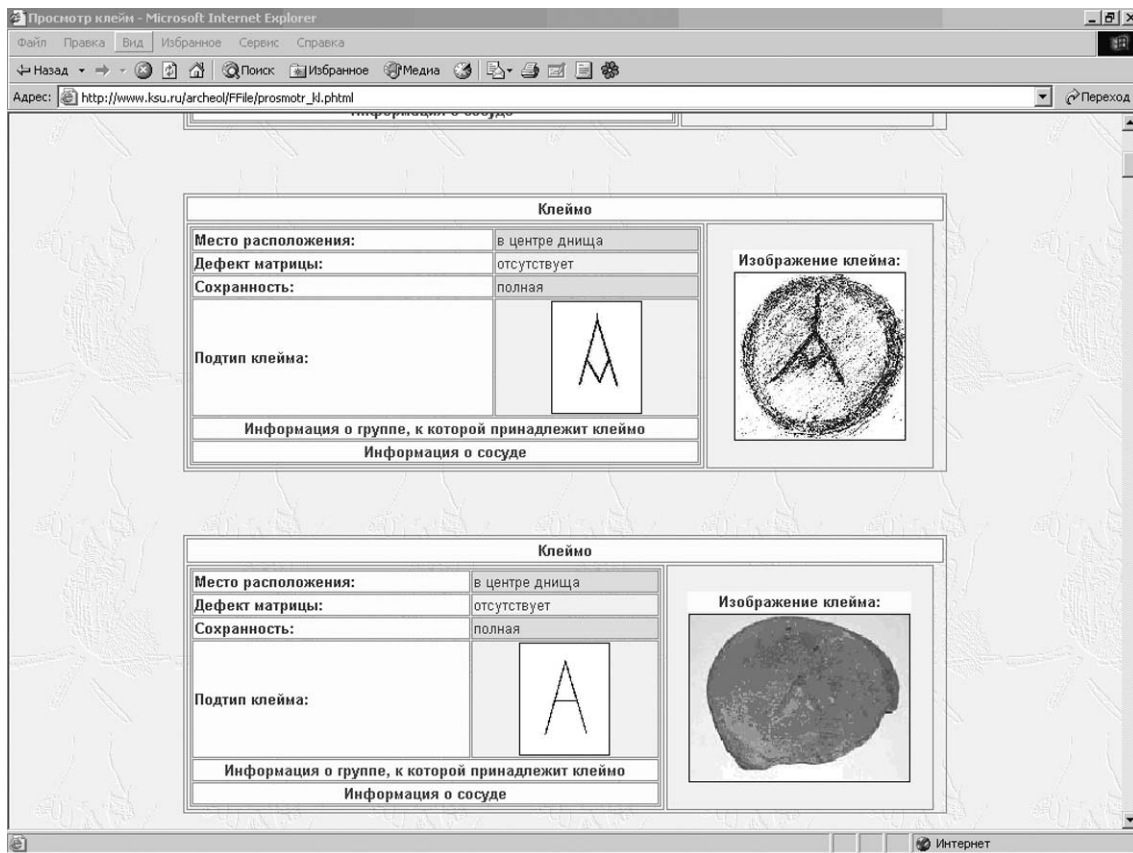 Просмотр клейм - Microsoft Internet Explorer
Файл Правка Вид Избранное Сервис Справка
Назад Поиск Избранное Медиа
Адрес: http://www.ksu.ru/archeol/FFile/prosmotr_kl.phtml Переход
Информация о сосуде
Клеймо
Место расположения: в центре днища
Дефект матрицы: отсутствует
Сохранность: полная
Подтип клейма:
Информация о группе, к которой принадлежит клеймо
Информация о сосуде
Изображение клейма:
Клеймо
Место расположения: в центре днища
Дефект матрицы: отсутствует
Сохранность: полная
Подтип клейма:
Информация о группе, к которой принадлежит клеймо
Информация о сосуде
Изображение клейма:
Интернет